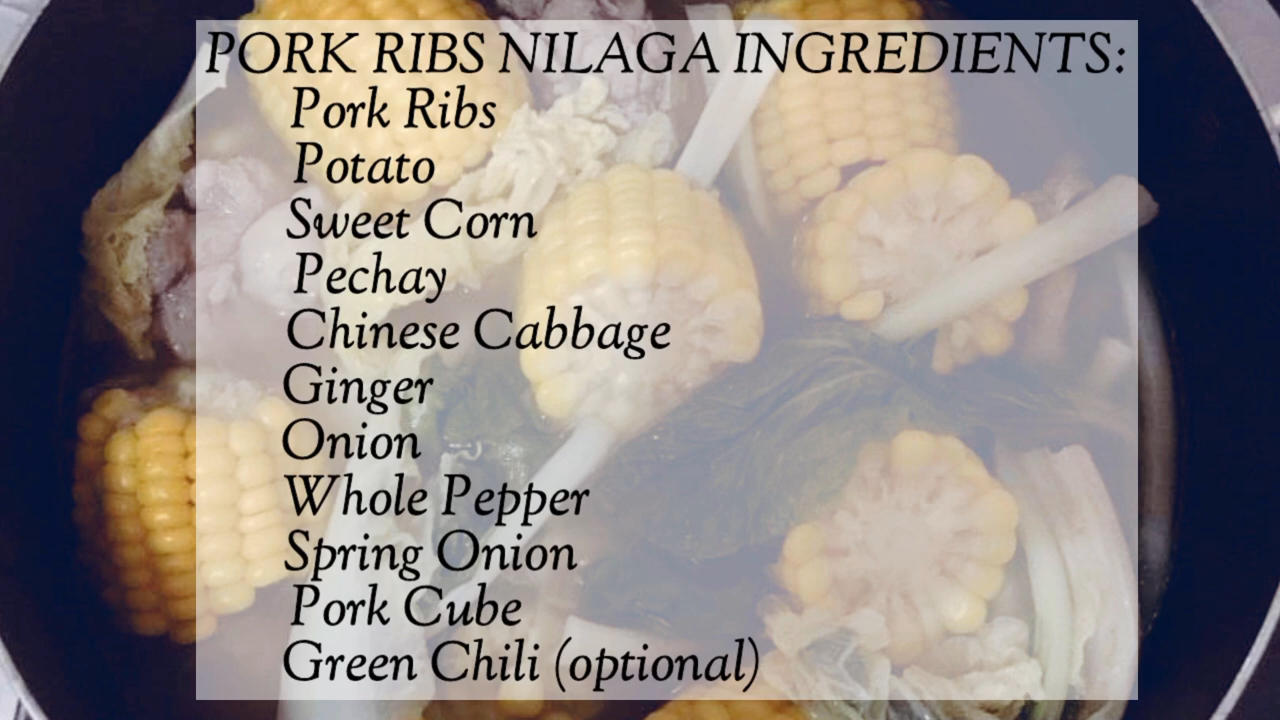 PORK RIBS NILAGA INGREDIENTS:
Pork Ribs
Potato
Sweet Corn
Pechay
Chinese Cabbage
Ginger
Onion
Whole Pepper
Spring Onion
Pork Cube
Green Chili (optional)